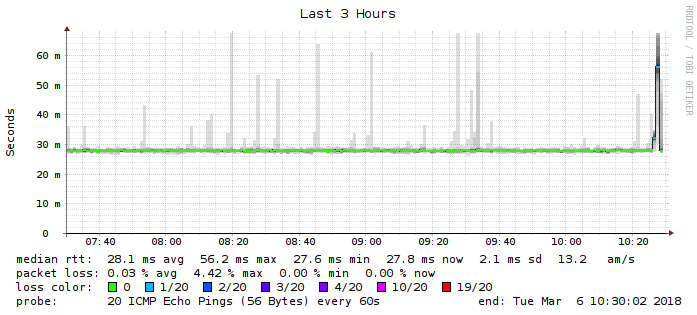 Last 3 Hours
RRDTOOL / TOBI OETIKER
Seconds
60 m
50 m
40 m
30 m
20 m
10 m
0
07:40 08:00 08:20 08:40 09:00 09:20 09:40 10:00 10:20
median rtt: 28.1 ms avg 56.2 ms max 27.6 ms min 27.8 ms now 2.1 ms sd 13.2 am/s
packet loss: 0.03 % avg 4.42 % max 0.00 % min 0.00 % now
loss color: 0 1/20 2/20 3/20 4/20 10/20 19/20
probe: 20 ICMP Echo Pings (56 Bytes) every 60s end: Tue Mar 6 10:30:02 2018